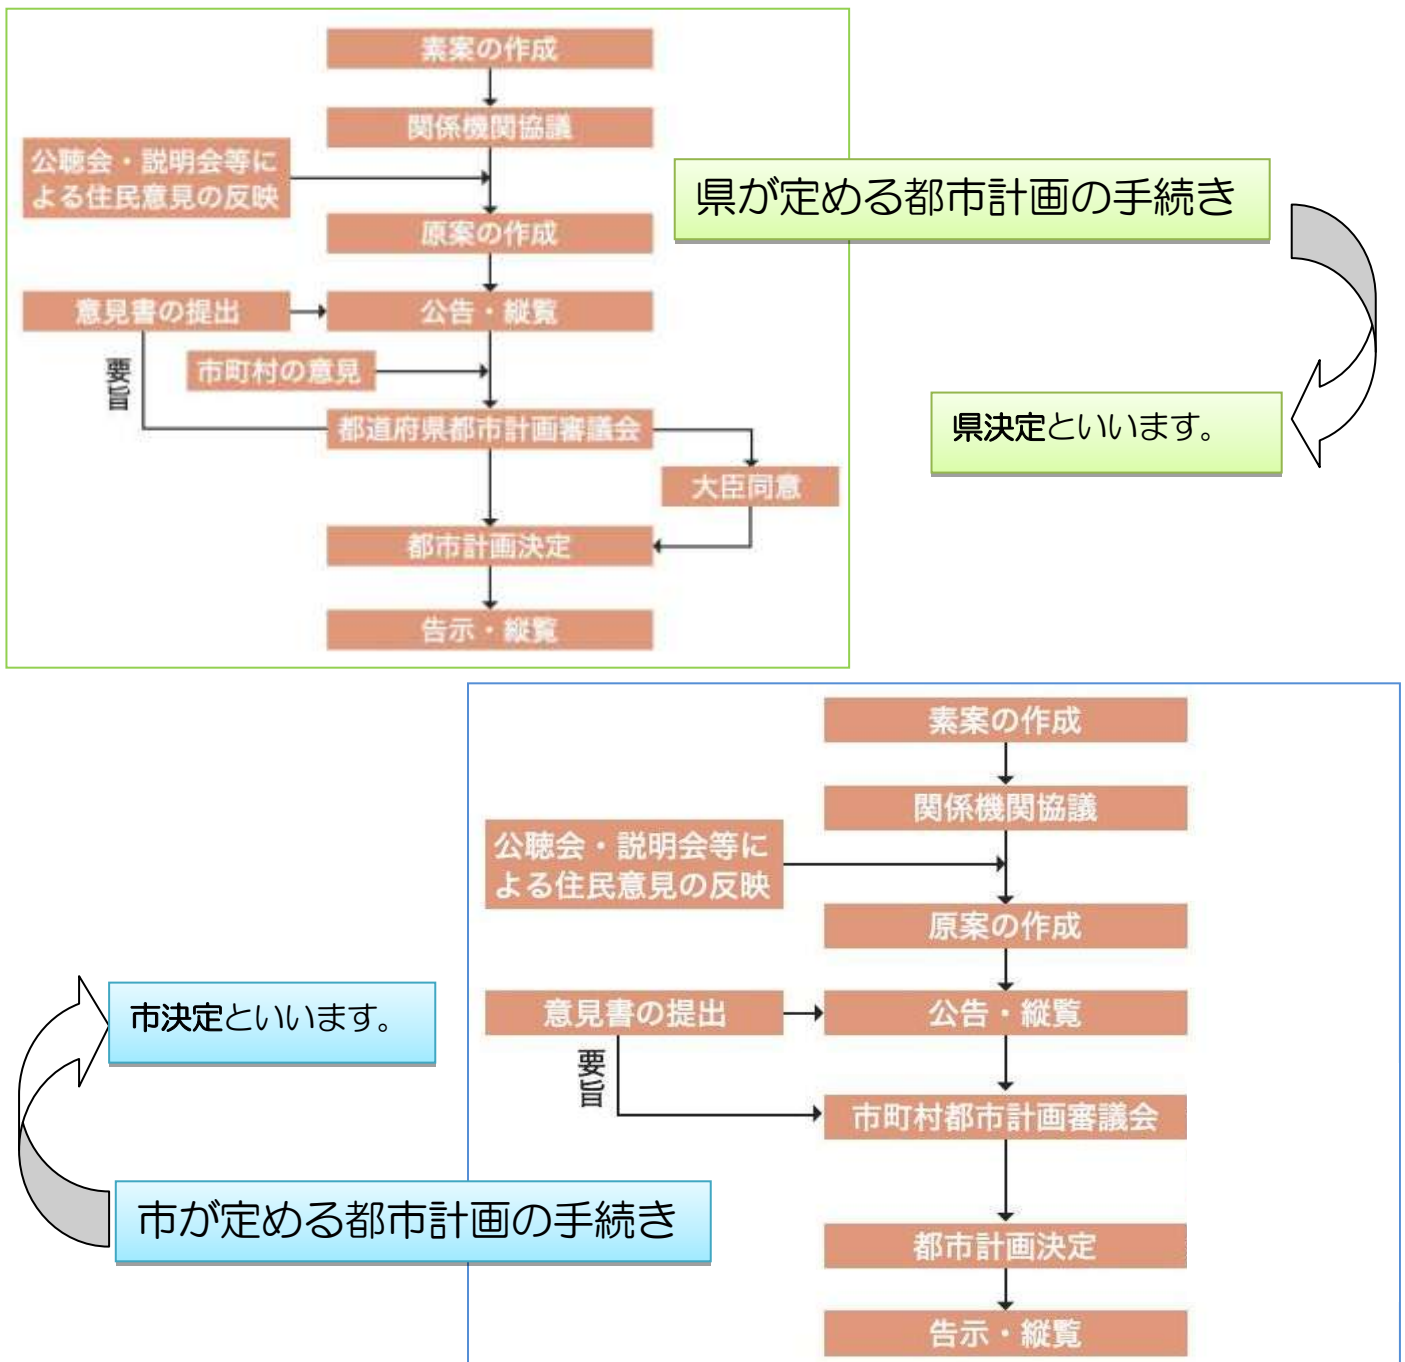 素案の作成
関係機関協議
公聴会・説明会等に
よる住民意見の反映
県が定める都市計画の手続き
原案の作成
意見書の提出
公告・縦覧
要旨
市町村の意見
都道府県都市計画審議会
県決定といいます。
大臣同意
都市計画決定
告示・縦覧
素案の作成
関係機関協議
公聴会・説明会等に
よる住民意見の反映
原案の作成
市決定といいます。
意見書の提出
公告・縦覧
要旨
市町村都市計画審議会
市が定める都市計画の手続き
都市計画決定
告示・縦覧